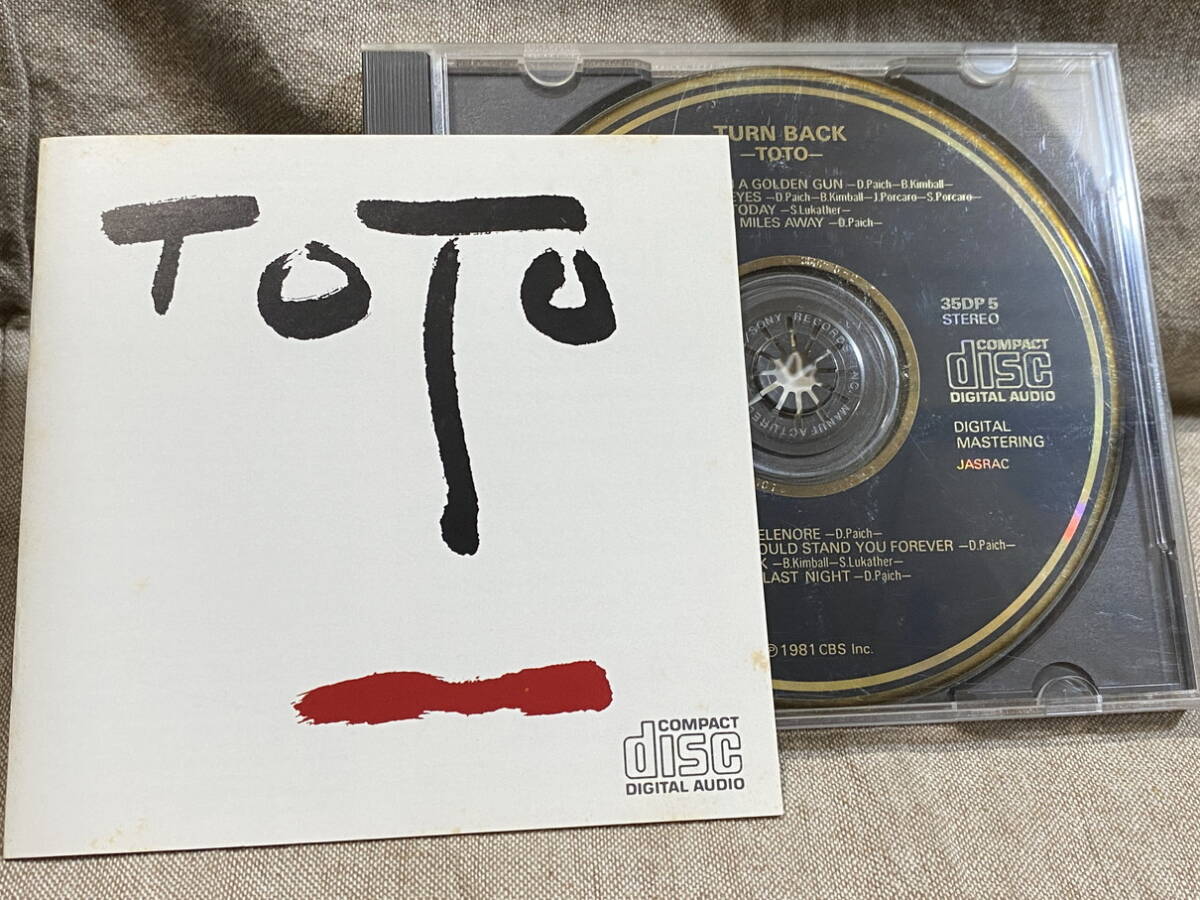 ToTo
COMPACT
disc
DIGITAL AUDIO
TURN BACK
—TOTO—
A GOLDEN GUN —D.Paich—B.Kimball—
EYES —D.Paich—B.Kimball—J.Porcaro—S.Porcaro—
TODAY —S.Lukather—
MILES AWAY —D.Paich—
35DP 5
STEREO
COMPACT
disc
DIGITAL AUDIO
DIGITAL
MASTERING
JASRAC
SONY RECORDS
MANUFACTURE
ELENORE —D.Paich—
OULD STAND YOU FOREVER —D.Paich—
K —B.Kimball—S.Lukather—
LAST NIGHT —D.Paich—
Ⓟ1981 CBS Inc.